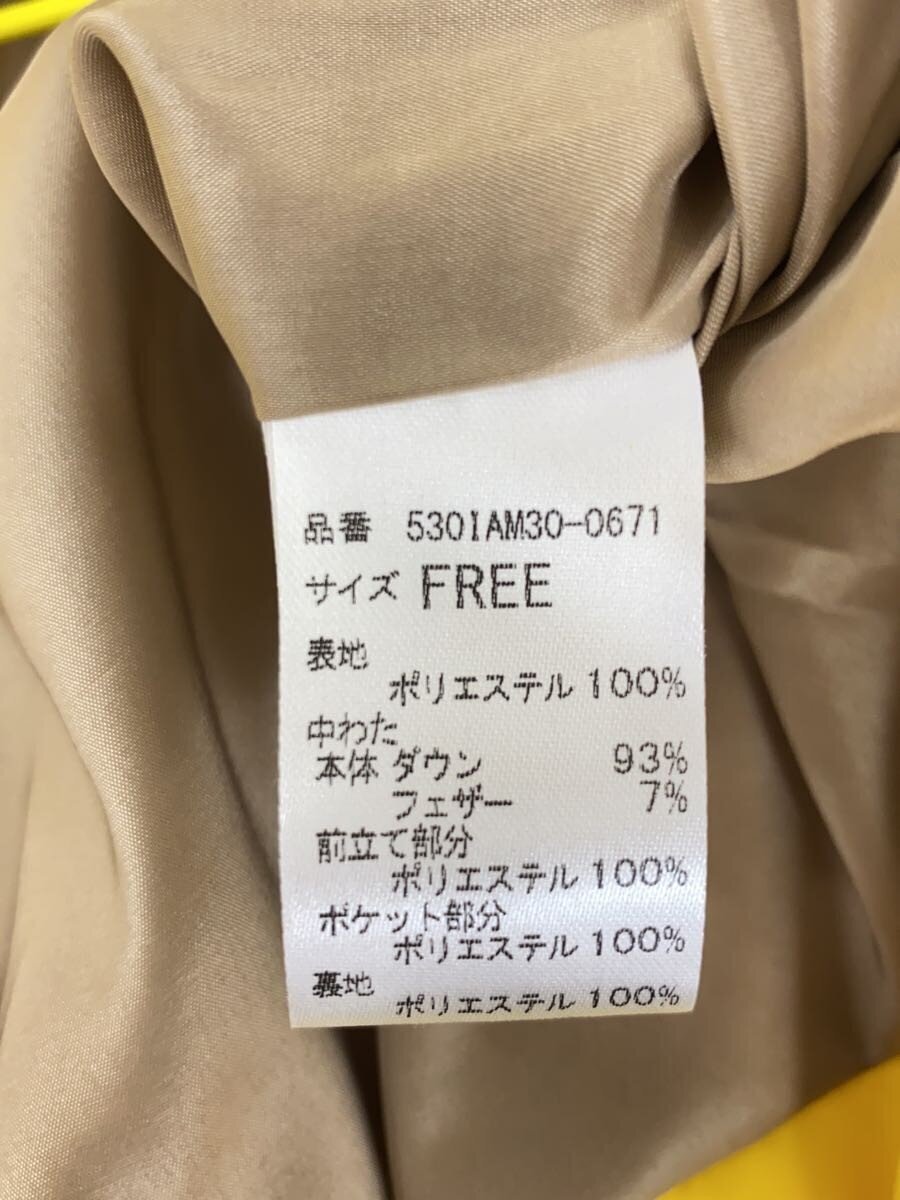 品番 530IAM30-0671
サイズ FREE
表地
ポリエステル 100%
中わた
本体 ダウン 93%
フェザー 7%
前立て部分
ポリエステル 100%
ポケット部分
ポリエステル 100%
裏地
ポリエステル 100%